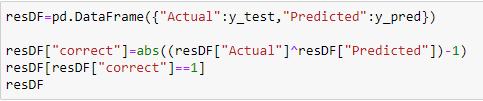 resDF=pd.DataFrame({"Actual":y_test,"Predicted":y_pred})
resDF["correct"]=abs((resDF["Actual"]^resDF["Predicted"])-1)
resDF[resDF["correct"]==1]
resDF